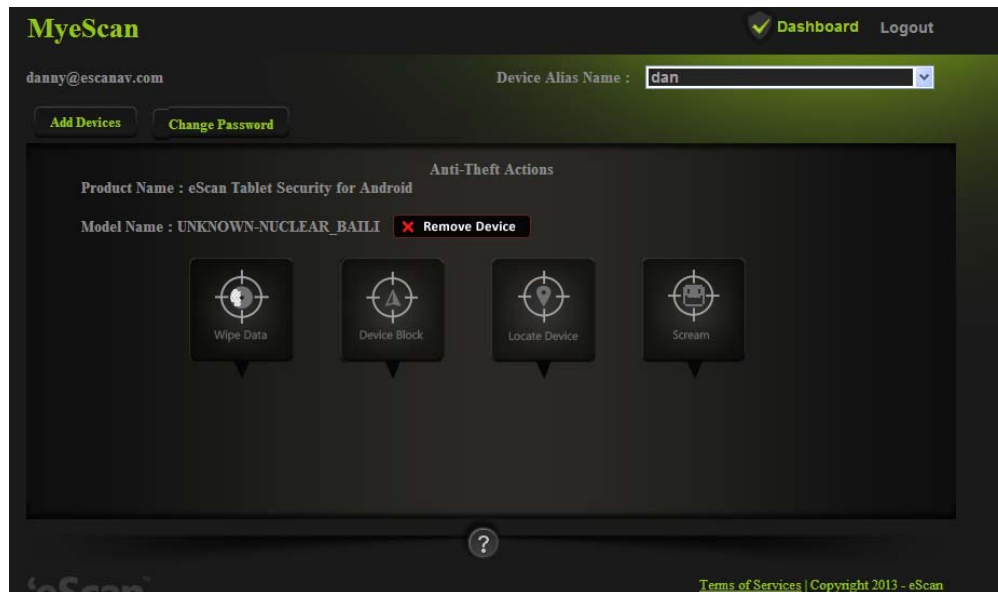 MyeScan
Dashboard Logout
danny@escanav.com
Device Alias Name : dan
Add Devices Change Password
Anti-Theft Actions
Product Name : eScan Tablet Security for Android
Model Name : UNKNOWN-NUCLEAR_BAILI Remove Device
Wipe Data Device Block Locate Device Scream
?
'eScan™
Terms of Services | Copyright 2013 - eScan